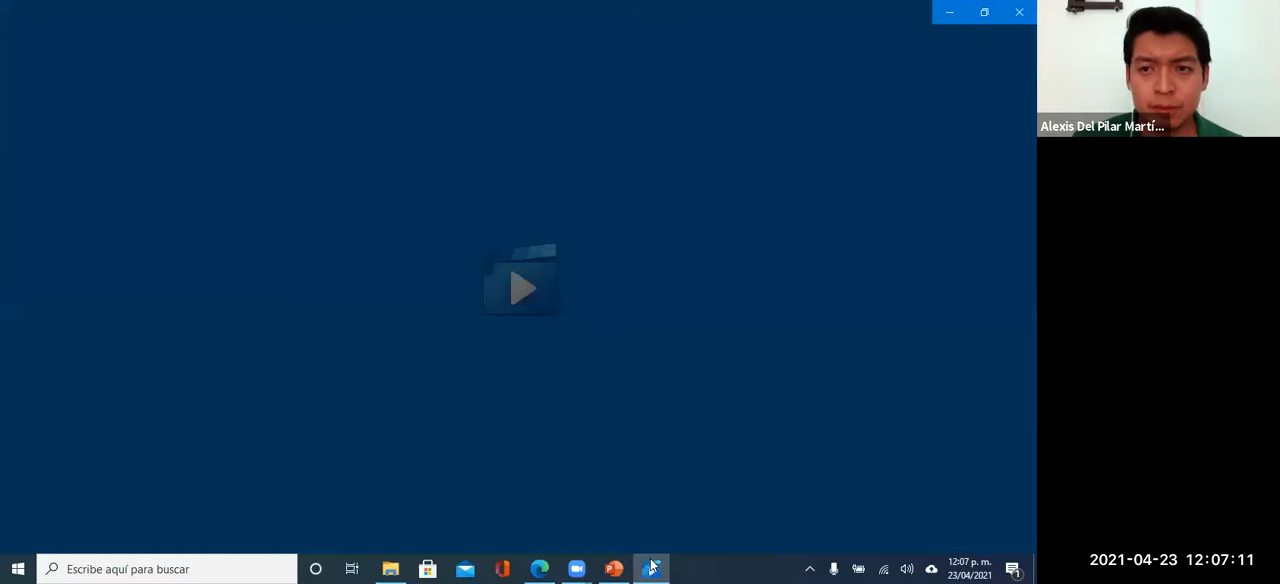 Alexis Del Pilar Martí...
Escribe aquí para buscar
12:07 p. m.
23/04/2021
1
2021-04-23 12:07:11